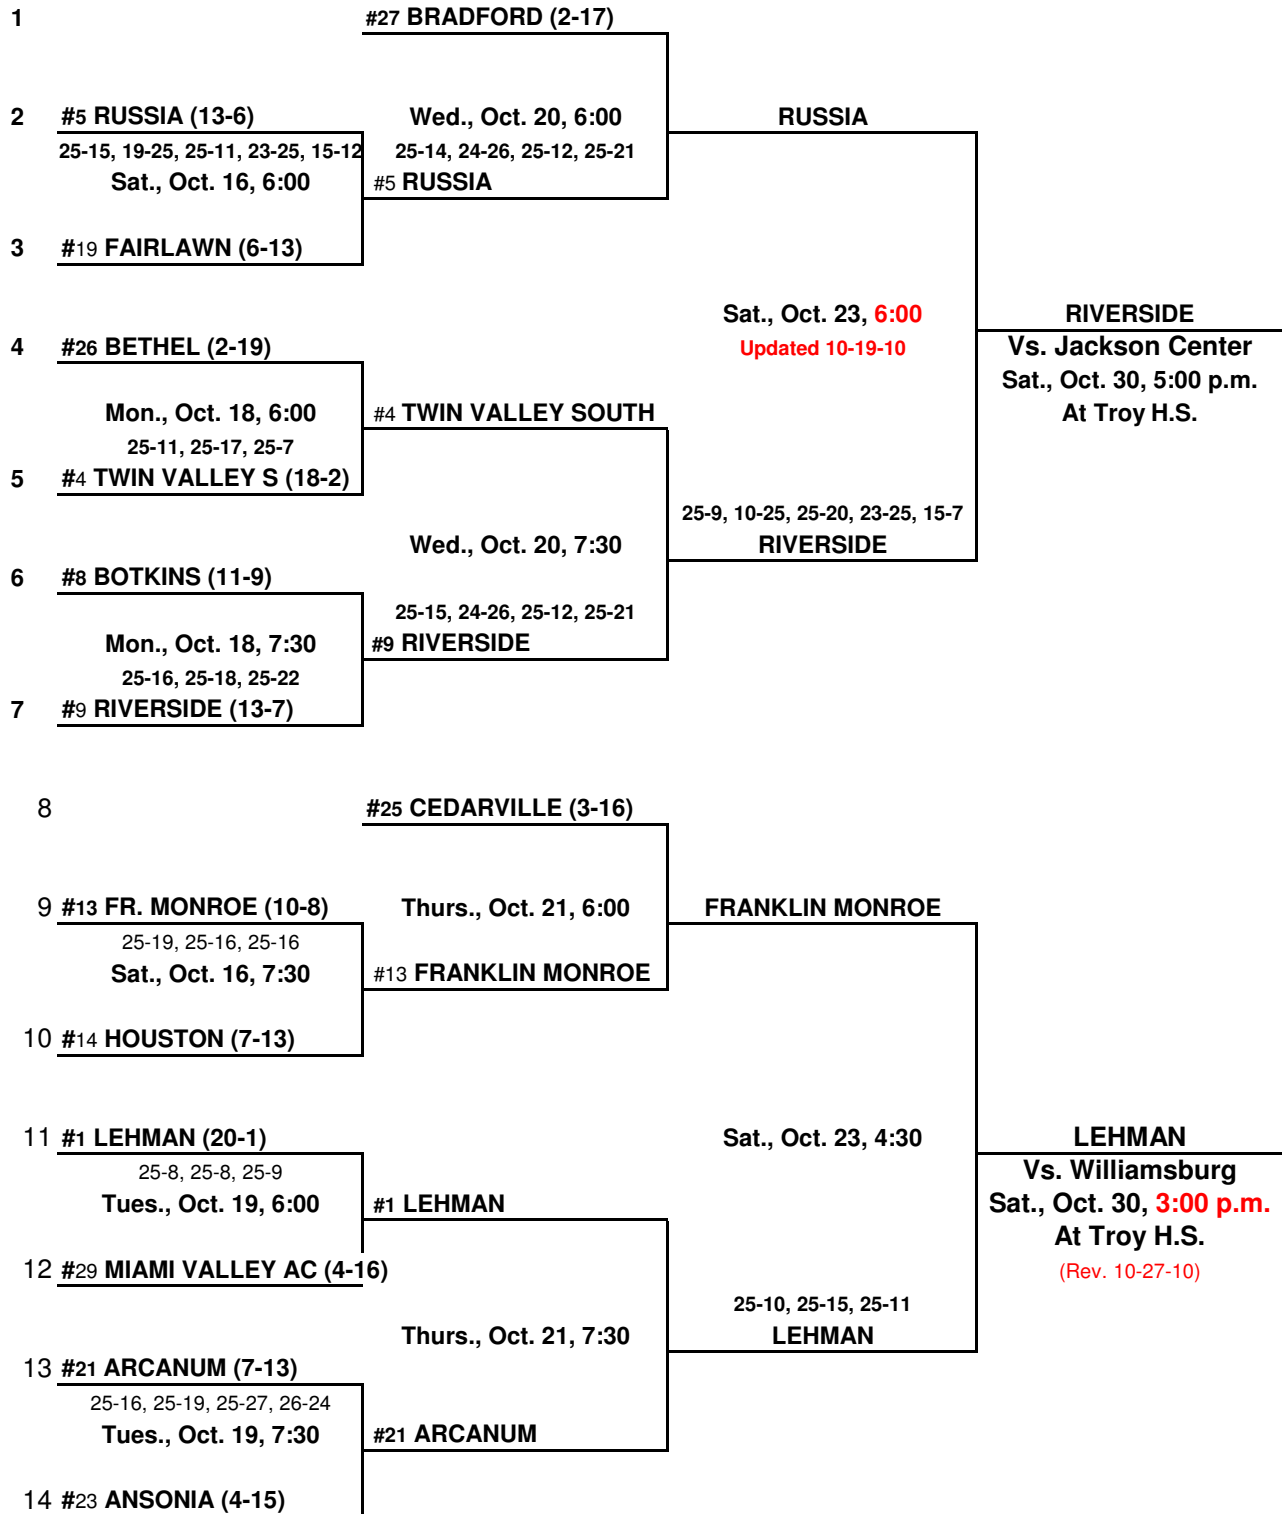 1 #27 BRADFORD (2-17)
2 #5 RUSSIA (13-6) Wed., Oct. 20, 6:00 RUSSIA
25-15, 19-25, 25-11, 23-25, 15-12 25-14, 24-26, 25-12, 25-21
Sat., Oct. 16, 6:00 #5 RUSSIA
3 #19 FAIRLAWN (6-13)
Sat., Oct. 23, 6:00 RIVERSIDE
4 #26 BETHEL (2-19) Updated 10-19-10 Vs. Jackson Center
Sat., Oct. 30, 5:00 p.m.
Mon., Oct. 18, 6:00 #4 TWIN VALLEY SOUTH At Troy H.S.
25-11, 25-17, 25-7
5 #4 TWIN VALLEY S (18-2)
25-9, 10-25, 25-20, 23-25, 15-7
Wed., Oct. 20, 7:30 RIVERSIDE
6 #8 BOTKINS (11-9)
25-15, 24-26, 25-12, 25-21
Mon., Oct. 18, 7:30 #9 RIVERSIDE
25-16, 25-18, 25-22
7 #9 RIVERSIDE (13-7)
8 #25 CEDARVILLE (3-16)
9 #13 FR. MONROE (10-8) Thurs., Oct. 21, 6:00 FRANKLIN MONROE
25-19, 25-16, 25-16
Sat., Oct. 16, 7:30 #13 FRANKLIN MONROE
10 #14 HOUSTON (7-13)
11 #1 LEHMAN (20-1) Sat., Oct. 23, 4:30 LEHMAN
25-8, 25-8, 25-9 Vs. Williamsburg
Tues., Oct. 19, 6:00 #1 LEHMAN Sat., Oct. 30, 3:00 p.m.
At Troy H.S.
12 #29 MIAMI VALLEY AC (4-16) (Rev. 10-27-10)
25-10, 25-15, 25-11
Thurs., Oct. 21, 7:30 LEHMAN
13 #21 ARCANUM (7-13)
25-16, 25-19, 25-27, 26-24
Tues., Oct. 19, 7:30 #21 ARCANUM
14 #23 ANSONIA (4-15)